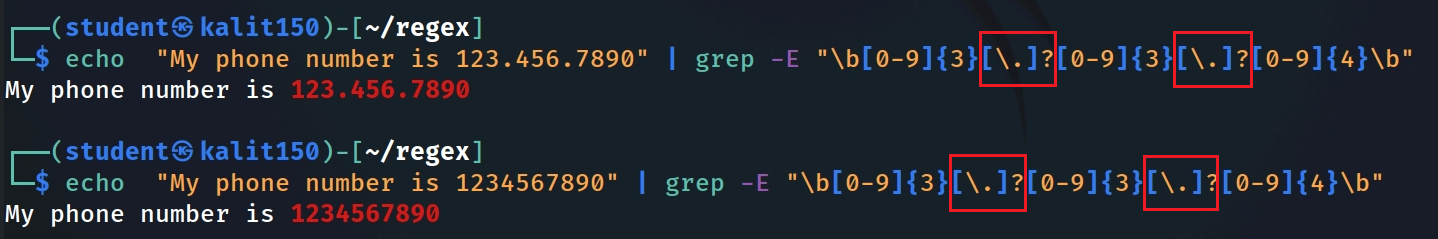 ┌──(student㉿kalit150)-[~/regex]
└─$ echo  "My phone number is 123.456.7890" | grep -E "\b[0-9]{3}[\.]?[0-9]{3}[\.]?[0-9]{4}\b"
My phone number is 123.456.7890
┌──(student㉿kalit150)-[~/regex]
└─$ echo  "My phone number is 1234567890" | grep -E "\b[0-9]{3}[\.]?[0-9]{3}[\.]?[0-9]{4}\b"
My phone number is 1234567890